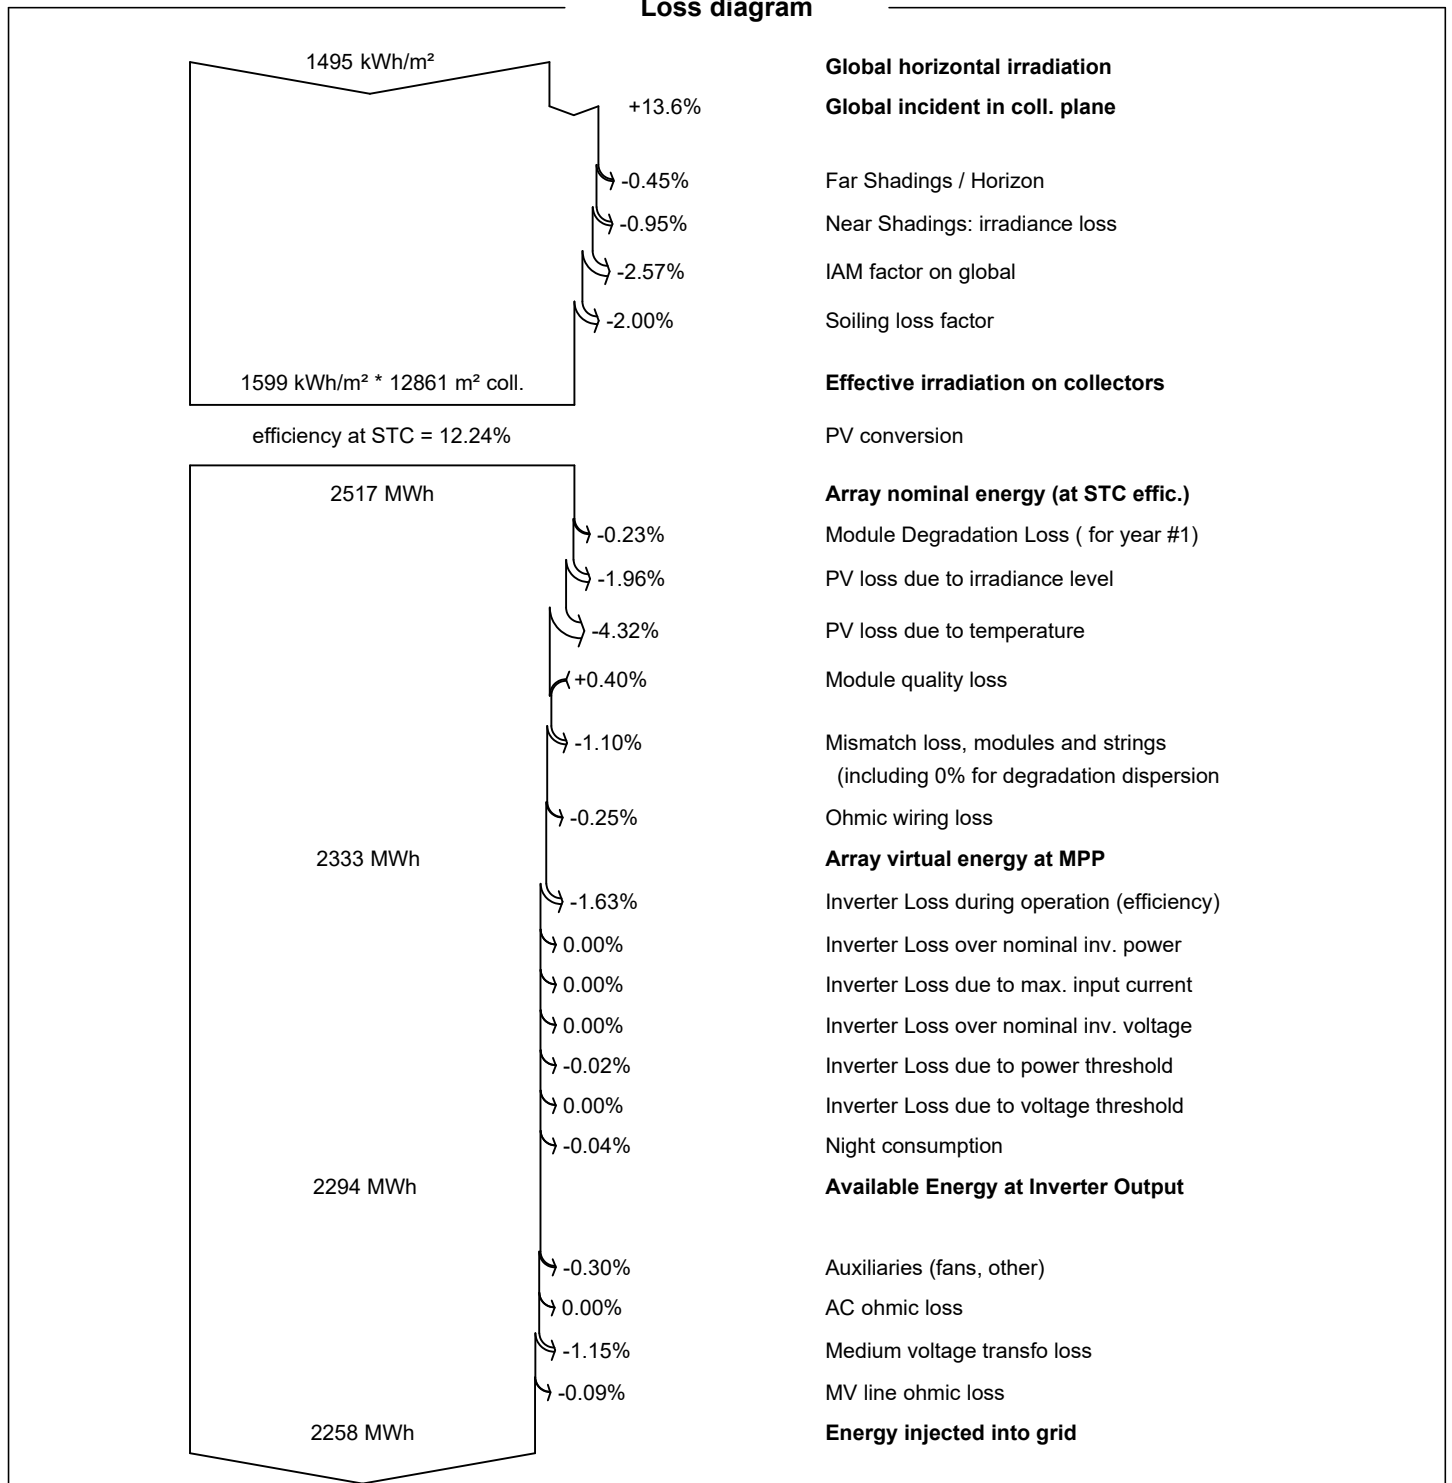 Loss diagram
1495 kWh/m² Global horizontal irradiation
+13.6% Global incident in coll. plane
-0.45% Far Shadings / Horizon
-0.95% Near Shadings: irradiance loss
-2.57% IAM factor on global
-2.00% Soiling loss factor
1599 kWh/m² * 12861 m² coll. Effective irradiation on collectors
efficiency at STC = 12.24% PV conversion
2517 MWh Array nominal energy (at STC effic.)
-0.23% Module Degradation Loss ( for year #1)
-1.96% PV loss due to irradiance level
-4.32% PV loss due to temperature
+0.40% Module quality loss
-1.10% Mismatch loss, modules and strings
(including 0% for degradation dispersion
-0.25% Ohmic wiring loss
2333 MWh Array virtual energy at MPP
-1.63% Inverter Loss during operation (efficiency)
0.00% Inverter Loss over nominal inv. power
0.00% Inverter Loss due to max. input current
0.00% Inverter Loss over nominal inv. voltage
-0.02% Inverter Loss due to power threshold
0.00% Inverter Loss due to voltage threshold
-0.04% Night consumption
2294 MWh Available Energy at Inverter Output
-0.30% Auxiliaries (fans, other)
0.00% AC ohmic loss
-1.15% Medium voltage transfo loss
-0.09% MV line ohmic loss
2258 MWh Energy injected into grid